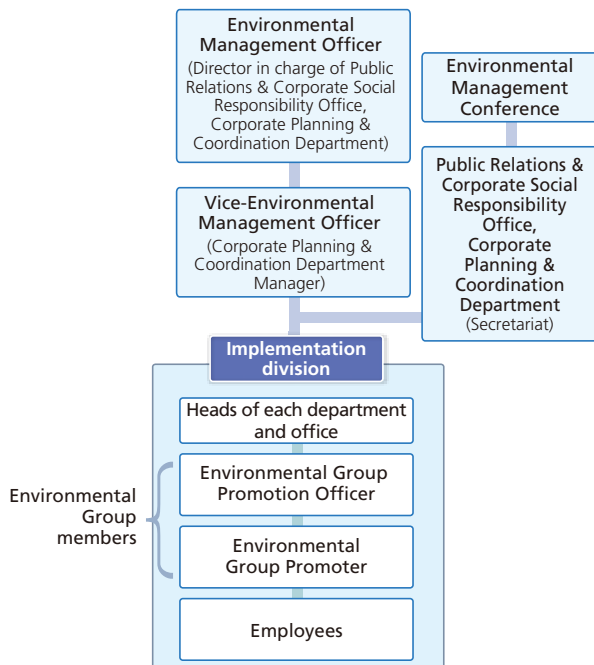 Environmental
Management Officer
(Director in charge of Public
Relations & Corporate Social
Responsibility Office,
Corporate Planning &
Coordination Department)
Environmental
Management
Conference
Vice-Environmental
Management Officer
(Corporate Planning &
Coordination Department
Manager)
Public Relations &
Corporate Social
Responsibility
Office,
Corporate
Planning &
Coordination
Department
(Secretariat)
Implementation
division
Heads of each department
and office
Environmental Group
Promotion Officer
Environmental
Group
members
Environmental
Group Promoter
Employees